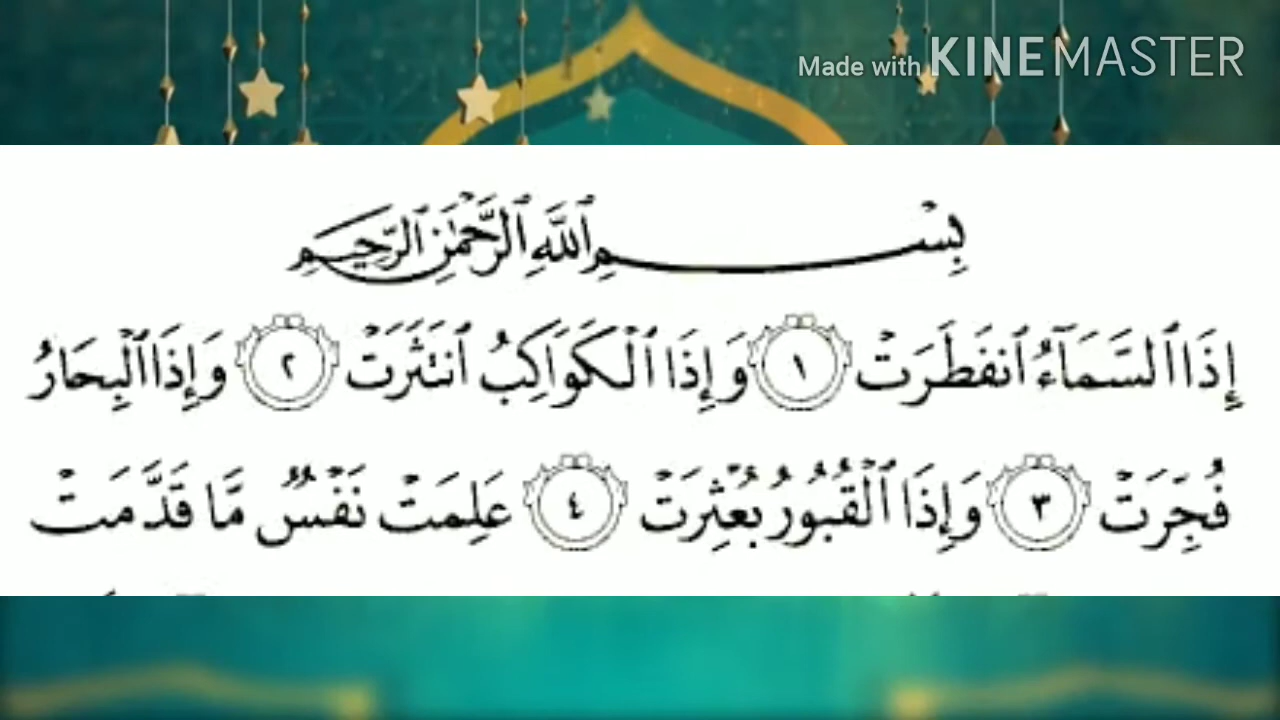 Made with KINEMASTER
بِسْمِ ٱللَّهِ ٱلرَّحْمَٰنِ ٱلرَّحِيمِ
إِذَا ٱلسَّمَآءُ ٱنفَطَرَتْ ١ وَإِذَا ٱلْكَوَاكِبُ ٱنتَثَرَتْ ٢ وَإِذَا ٱلْبِحَارُ
فُجِّرَتْ ٣ وَإِذَا ٱلْقُبُورُ بُعْثِرَتْ ٤ عَلِمَتْ نَفْسٌ مَّا قَدَّمَتْ